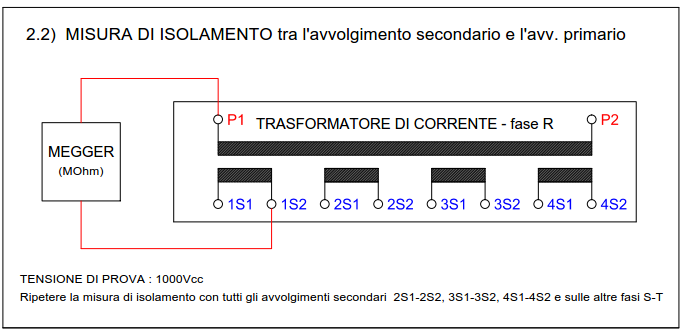 2.2) MISURA DI ISOLAMENTO tra l'avvolgimento secondario e l'avv. primario
P1 TRASFORMATORE DI CORRENTE - fase R P2
MEGGER
(MOhm)
1S1 1S2 2S1 2S2 3S1 3S2 4S1 4S2
TENSIONE DI PROVA : 1000Vcc
Ripetere la misura di isolamento con tutti gli avvolgimenti secondari 2S1-2S2, 3S1-3S2, 4S1-4S2 e sulle altre fasi S-T